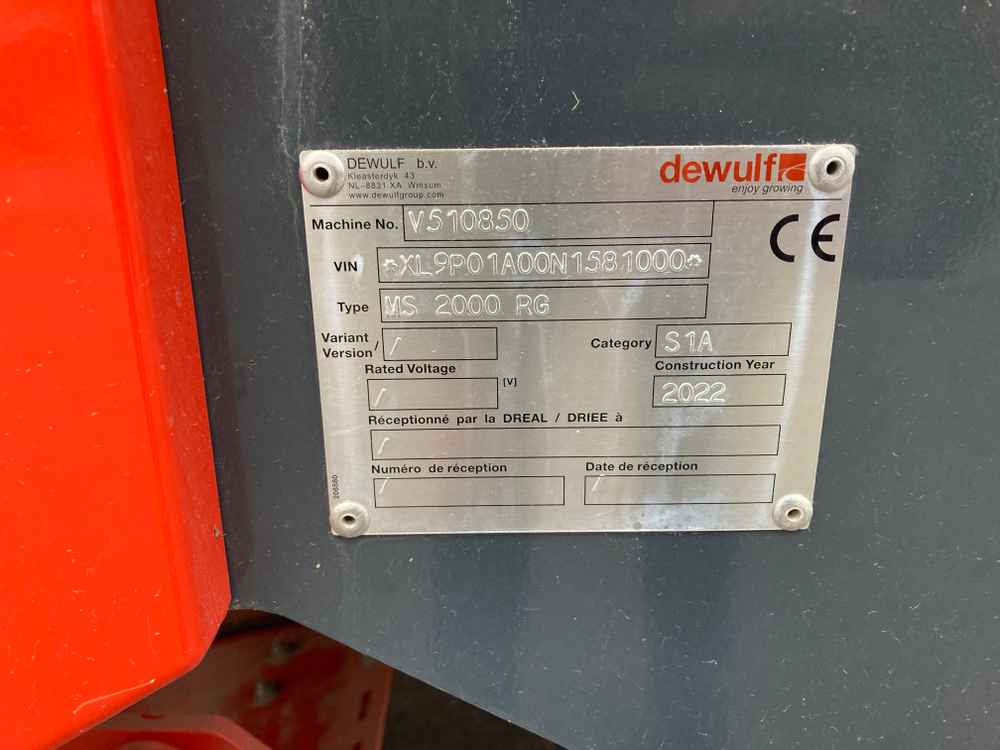 DEWULF b.v.
Kleasterdyk 43
NL-8831 XA Winsum
www.dewulfgroup.com
dewulf
enjoy growing
Machine No. V510850
CE
VIN *XL9P01A00N1581000*
Type MS 2000 RG
Variant / Version /
Category S1A
Rated Voltage / [V]
Construction Year 2022
Réceptionné par la DREAL / DRIEE à
/
Numéro de réception /
Date de réception /